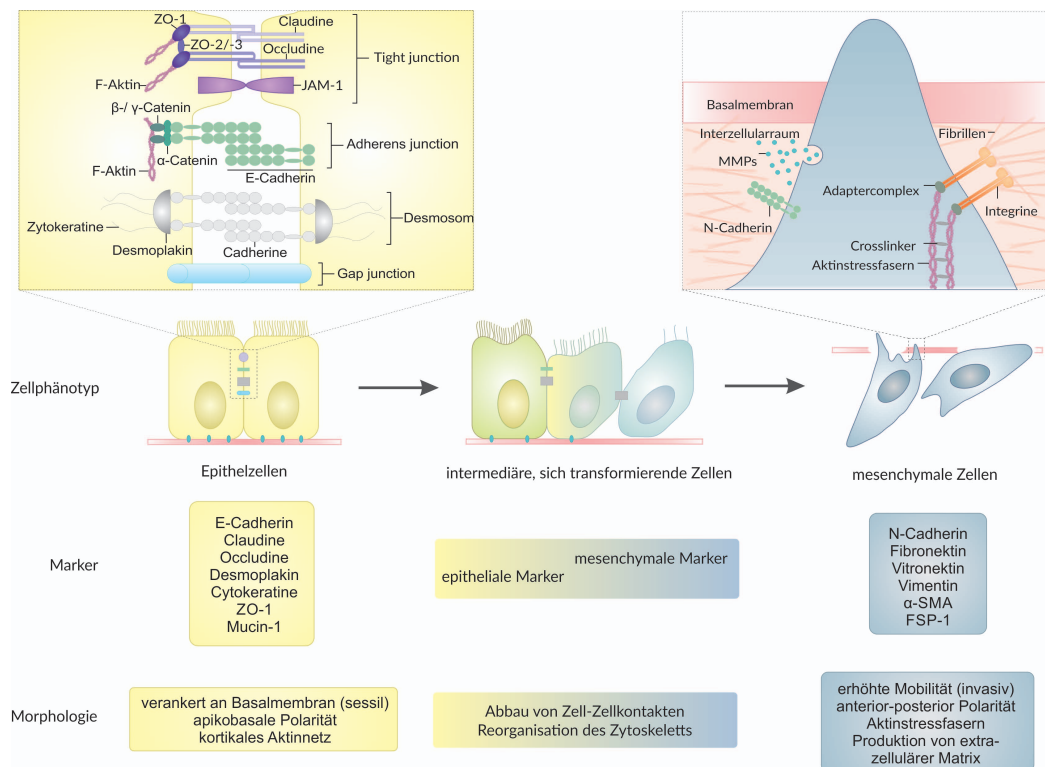 ZO-1
ZO-2/-3
F-Aktin
Claudine
Occludine
Tight junction
JAM-1
β-/ γ-Catenin
α-Catenin
F-Aktin
E-Cadherin
Adherens junction
Zytokeratine
Desmoplakin
Cadherine
Desmosom
Gap junction
Basalmembran
Interzellularraum
MMPs
N-Cadherin
Fibrillen
Adaptercomplex
Integrine
Crosslinker
Aktinstressfasern
Zellphänotyp
Epithelzellen
intermediäre, sich transformierende Zellen
mesenchymale Zellen
Marker
E-Cadherin
Claudine
Occludine
Desmoplakin
Cytokeratine
ZO-1
Mucin-1
mesenchymale Marker
epitheliale Marker
N-Cadherin
Fibronektin
Vitronektin
Vimentin
α-SMA
FSP-1
Morphologie
verankert an Basalmembran (sessil)
apikobasale Polarität
kortikales Aktinnetz
Abbau von Zell-Zellkontakten
Reorganisation des Zytoskeletts
erhöhte Mobilität (invasiv)
anterior-posterior Polarität
Aktinstressfasern
Produktion von extra-
zellulärer Matrix